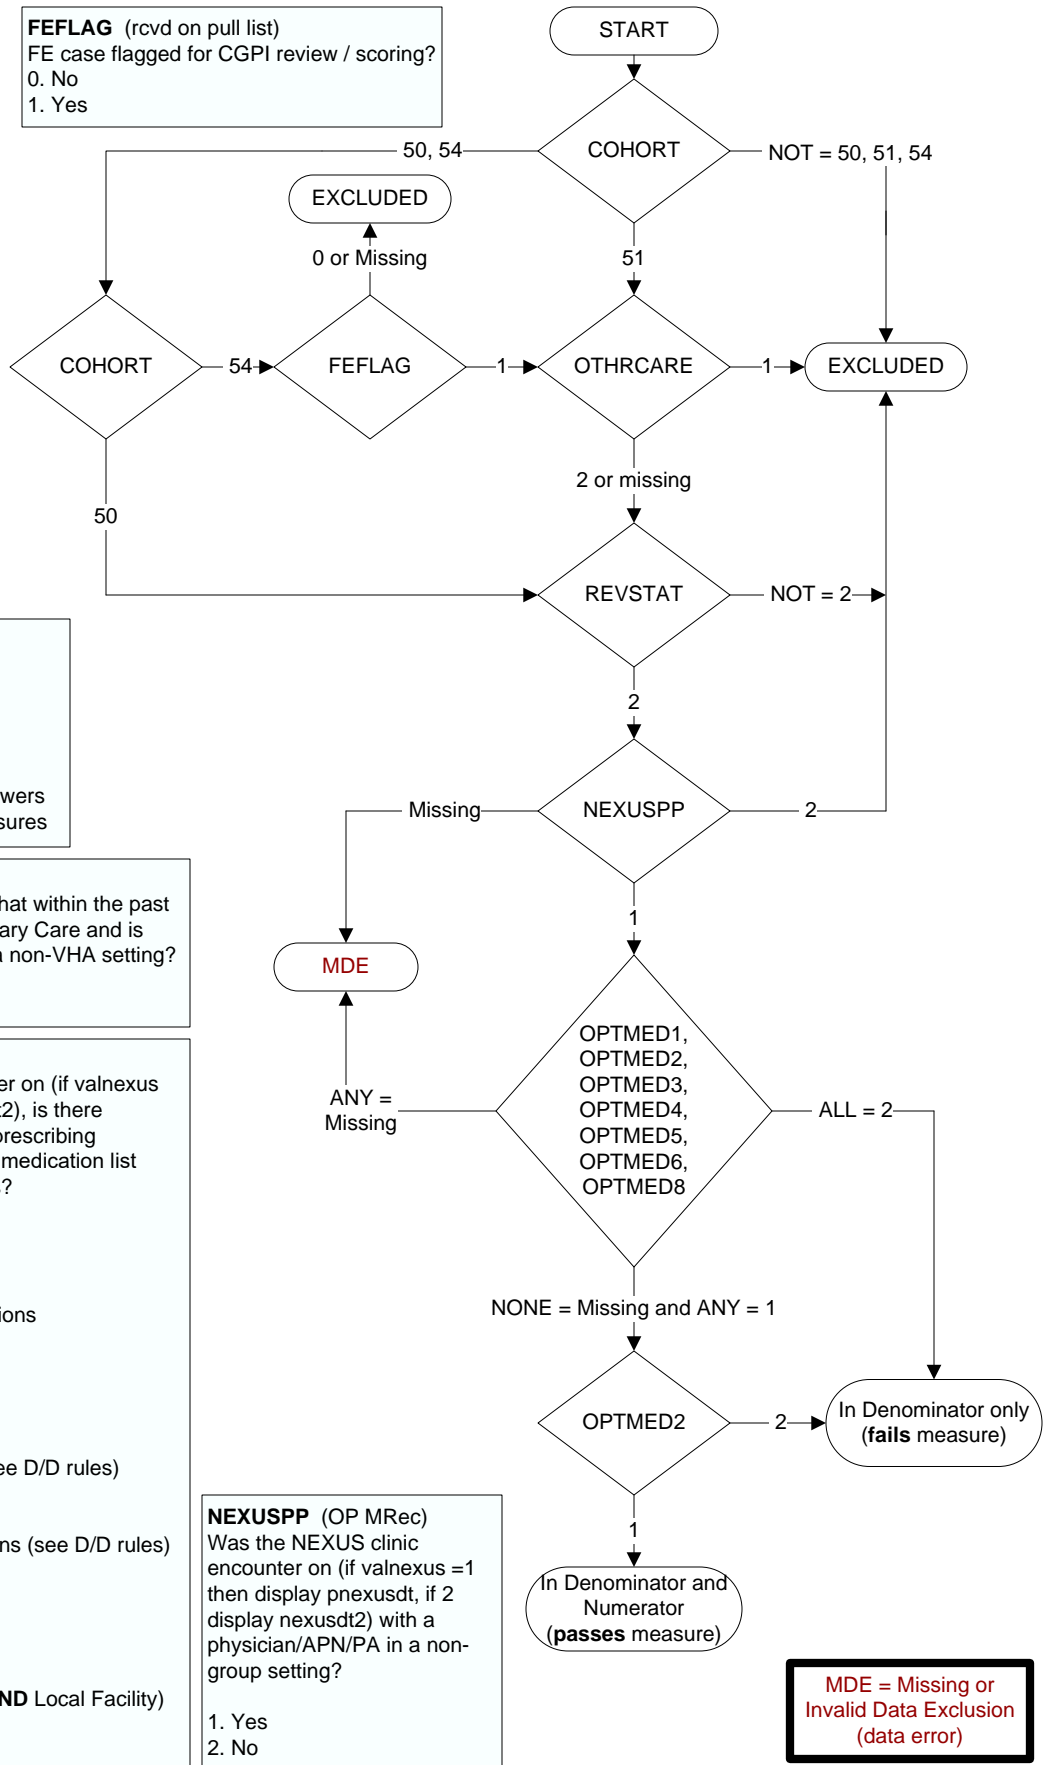 FEFLAG (rcvd on pull list)
FE case flagged for CGPI review / scoring?
0. No
1. Yes
START
COHORT
50, 54
NOT = 50, 51, 54
EXCLUDED
0 or Missing
51
COHORT
54
FEFLAG
1
OTHRCARE
1
EXCLUDED
2 or missing
50
REVSTAT
NOT = 2
2
wers
sures
Missing
NEXUSPP
2
hat within the past
ary Care and is
a non-VHA setting?
1
MDE
OPTMED1,
OPTMED2,
OPTMED3,
OPTMED4,
OPTMED5,
OPTMED6,
OPTMED8
ANY =
Missing
ALL = 2
er on (if valnexus
t2), is there
prescribing
medication list
s?
ions
ee D/D rules)
ns (see D/D rules)
ND Local Facility)
NONE = Missing and ANY = 1
OPTMED2
2
In Denominator only
(fails measure)
1
In Denominator and
Numerator
(passes measure)
NEXUSPP (OP MRec)
Was the NEXUS clinic
encounter on (if valnexus =1
then display pnexusdt, if 2
display nexusdt2) with a
physician/APN/PA in a non-
group setting?
1. Yes
2. No
MDE = Missing or
Invalid Data Exclusion
(data error)